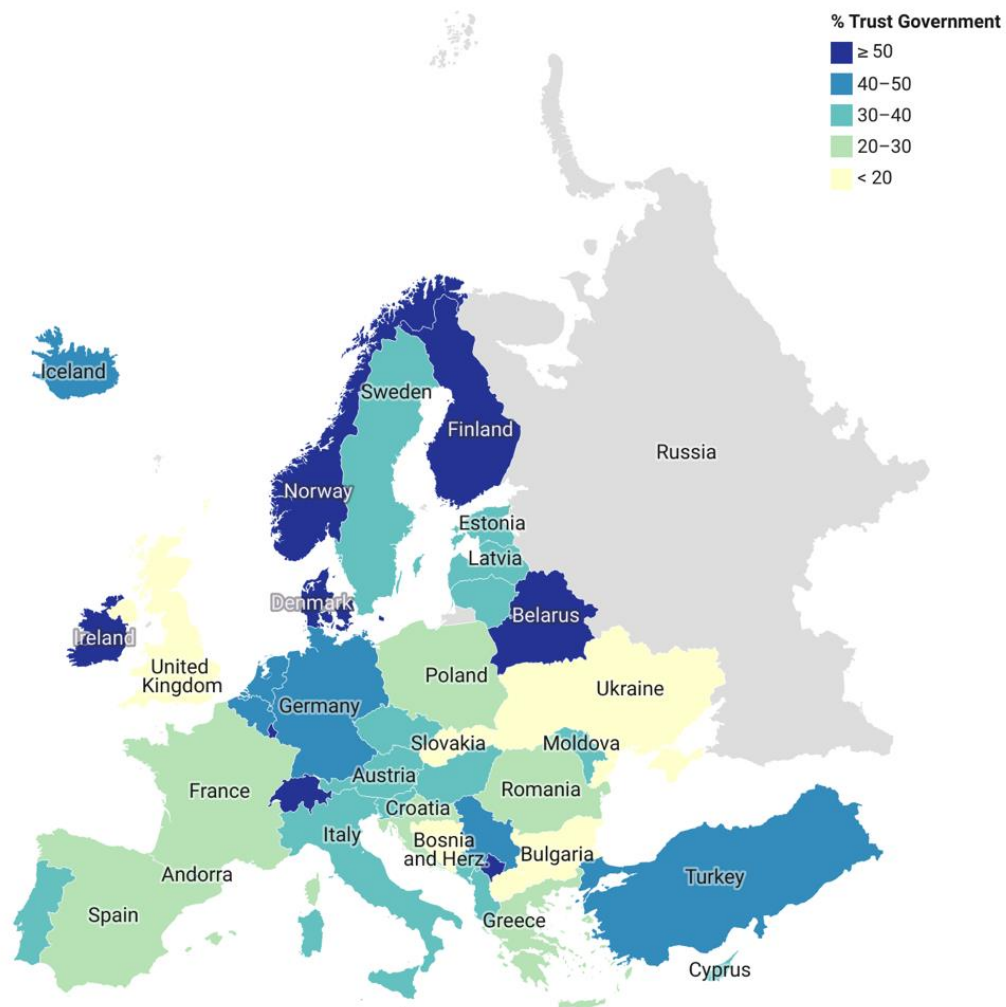 % Trust Government
≥ 50
40–50
30–40
20–30
< 20
Iceland
Sweden
Finland
Russia
Norway
Estonia
Latvia
Denmark
Belarus
Ireland
United
Kingdom
Poland
Ukraine
Germany
Slovakia
Moldova
Austria
France
Romania
Croatia
Italy
Bosnia
and Herz.
Bulgaria
Andorra
Turkey
Spain
Greece
Cyprus